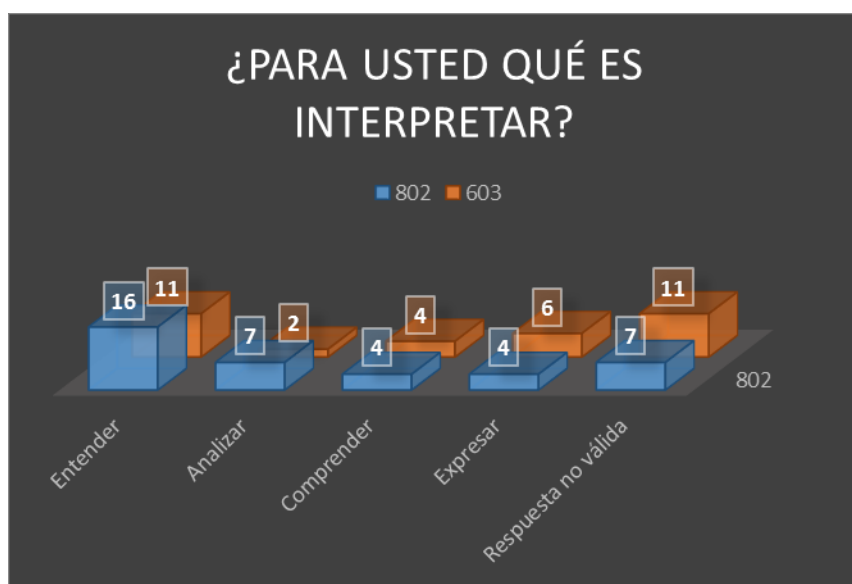 ¿PARA USTED QUÉ ES
INTERPRETAR?
802 603
16 11 7 2 4 4 4 6 7 11
802
Entender
Analizar
Comprender
Expresar
Respuesta no válida